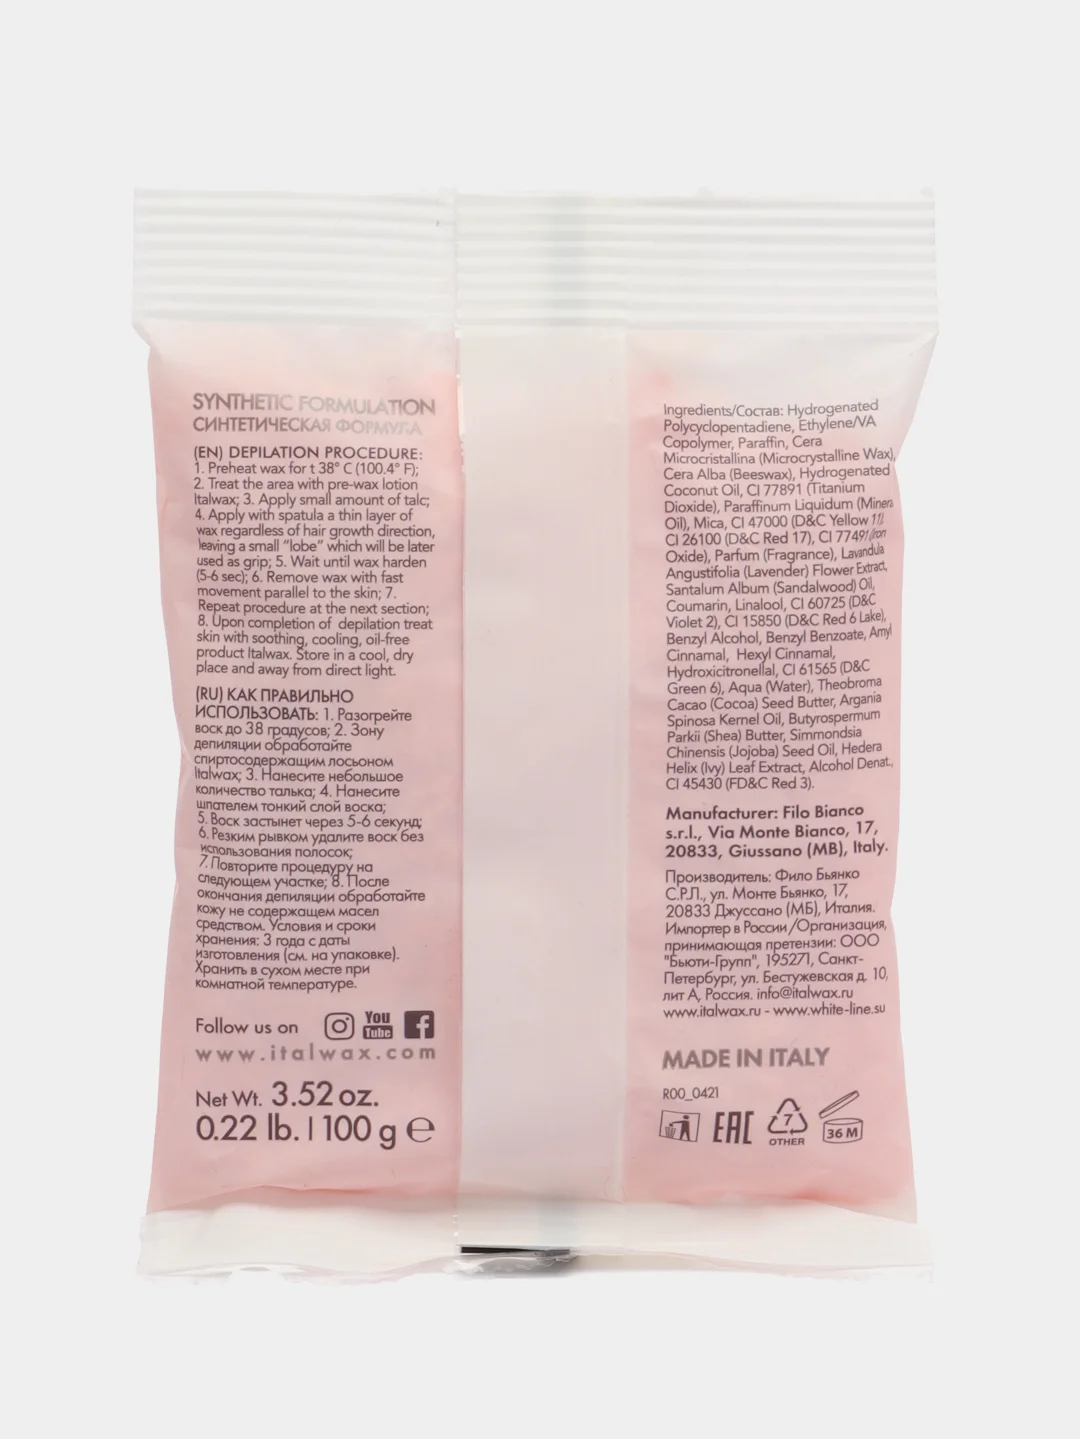 SYNTHETIC FORMULATION
СИНТЕТИЧЕСКАЯ ФОРМУЛА
(EN) DEPILATION PROCEDURE:
1. Preheat wax for t 38° C (100.4° F);
2. Treat the area with pre-wax lotion
Italwax; 3. Apply small amount of talc;
4. Apply with spatula a thin layer of
wax regardless of hair growth direction,
leaving a small “lobe” which will be later
used as grip; 5. Wait until wax harden
(5-6 sec); 6. Remove wax with fast
movement parallel to the skin; 7.
Repeat procedure at the next section;
8. Upon completion of depilation treat
skin with soothing, cooling, oil-free
product Italwax. Store in a cool, dry
place and away from direct light.
(RU) КАК ПРАВИЛЬНО
ИСПОЛЬЗОВАТЬ: 1. Разогрейте
воск до 38 градусов; 2. Зону
депиляции обработайте
спиртосодержащим лосьоном
Italwax; 3. Нанесите небольшое
количество талька; 4. Нанесите
шпателем тонкий слой воска;
5. Воск застынет через 5-6 секунд;
6. Резким рывком удалите воск без
использования полосок;
7. Повторите процедуру на
следующем участке; 8. После
окончания депиляции обработайте
кожу не содержащем масел
средством. Условия и сроки
хранения: 3 года с даты
изготовления (см. на упаковке).
Хранить в сухом месте при
комнатной температуре.
Follow us on You Tube
www.italwax.com
Net Wt. 3.52 oz.
0.22 lb. | 100 g ℮
Ingredients/Состав: Hydrogenated
Polycyclopentadiene, Ethylene/VA
Copolymer, Paraffin, Cera
Microcristallina (Microcrystalline Wax),
Cera Alba (Beeswax), Hydrogenated
Coconut Oil, CI 77891 (Titanium
Dioxide), Paraffinum Liquidum (Mineral
Oil), Mica, CI 47000 (D&C Yellow 11),
CI 26100 (D&C Red 17), CI 77491 (Iron
Oxide), Parfum (Fragrance), Lavandula
Angustifolia (Lavender) Flower Extract,
Santalum Album (Sandalwood) Oil,
Coumarin, Linalool, CI 60725 (D&C
Violet 2), CI 15850 (D&C Red 6 Lake),
Benzyl Alcohol, Benzyl Benzoate, Amyl
Cinnamal, Hexyl Cinnamal,
Hydroxicitronellal, CI 61565 (D&C
Green 6), Aqua (Water), Theobroma
Cacao (Cocoa) Seed Butter, Argania
Spinosa Kernel Oil, Butyrospermum
Parkii (Shea) Butter, Simmondsia
Chinensis (Jojoba) Seed Oil, Hedera
Helix (Ivy) Leaf Extract, Alcohol Denat.,
CI 45430 (FD&C Red 3).
Manufacturer: Filo Bianco
s.r.l., Via Monte Bianco, 17,
20833, Giussano (MB), Italy.
Производитель: Фило Бьянко
С.Р.Л., ул. Монте Бьянко, 17,
20833 Джуссано (МБ), Италия.
Импортер в России/Организация,
принимающая претензии: ООО
"Бьюти-Групп", 195271, Санкт-
Петербург, ул. Бестужевская д. 10,
лит А, Россия. info@italwax.ru
www.italwax.ru - www.white-line.su
MADE IN ITALY
R00_0421
EAC 7 OTHER 36 M